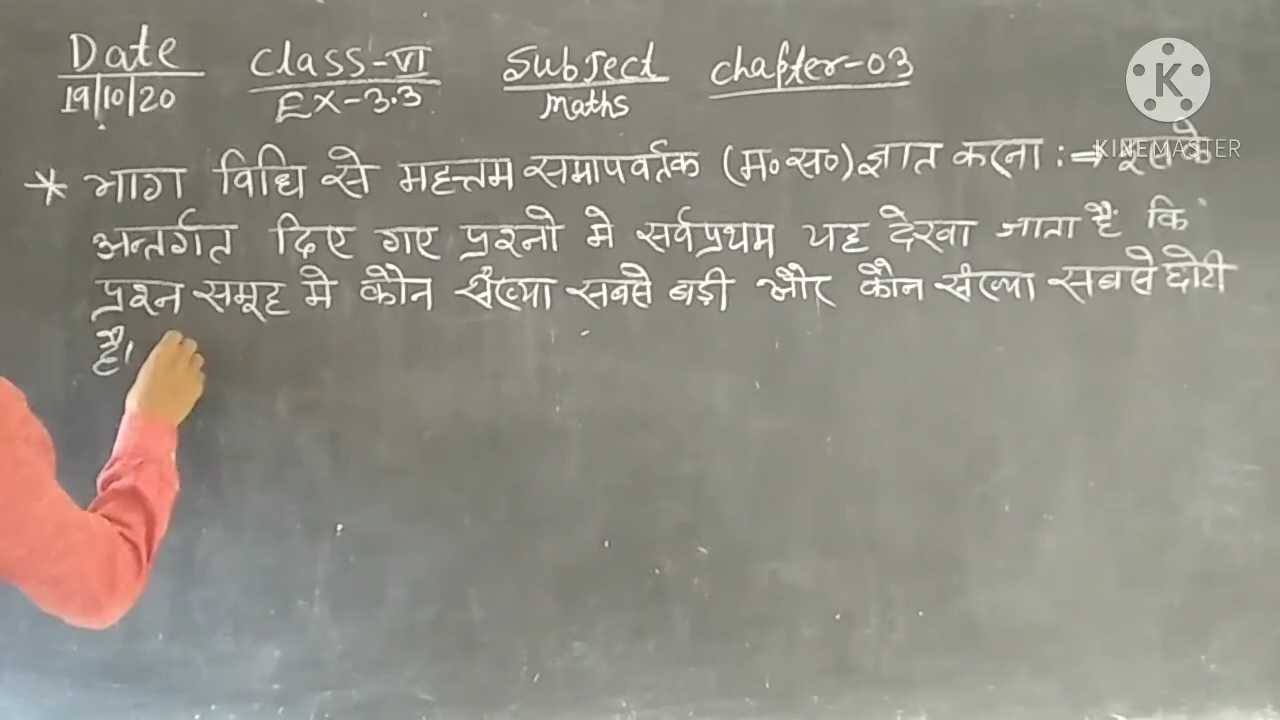 Date Class-VI Subject Chapter-03
19/10/20 EX-3.3 Maths
* भाग विधि से महत्तम समापवर्तक (म०स०) ज्ञात करना :⇒ इसके
अन्तर्गत दिए गए प्रश्नो मे सर्वप्रथम यह देखा जाता है कि
प्रश्न समूह मे कौन संख्या सबसे बड़ी और कौन संख्या सबसे छोटी
है।
K
KINEMASTER